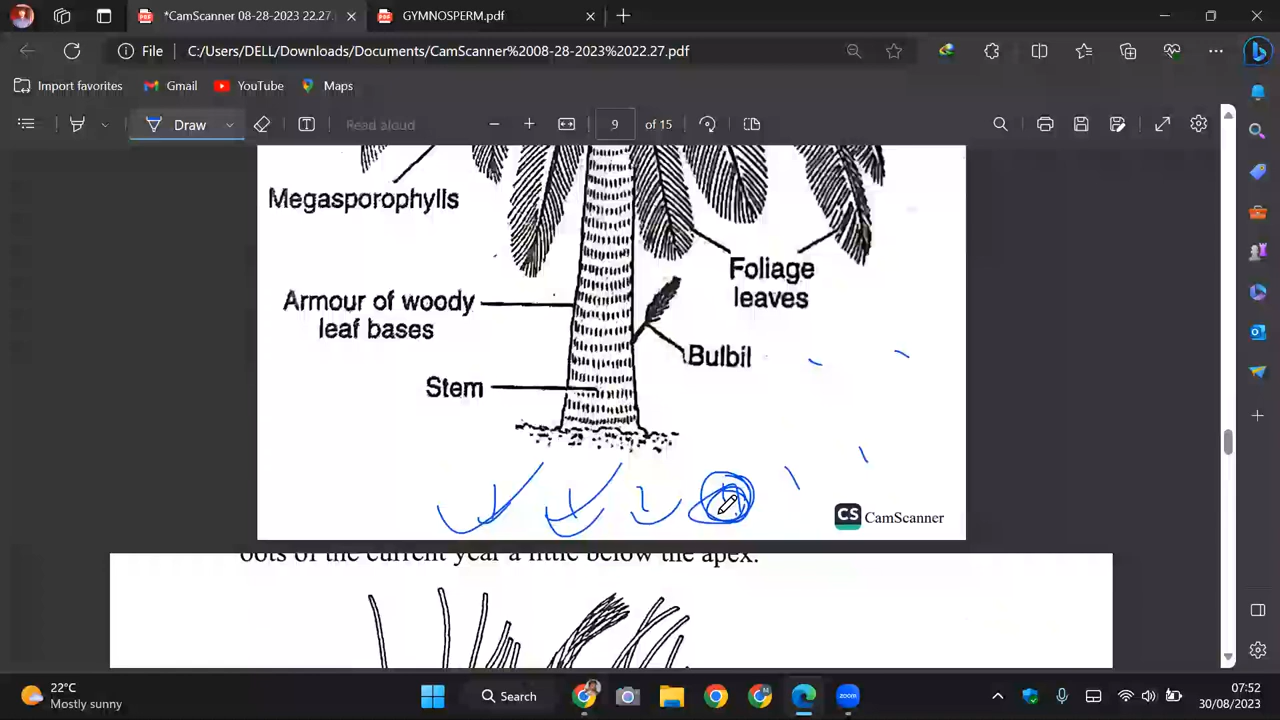 *CamScanner 08-28-2023 22.27.
GYMNOSPERM.pdf
File
C:/Users/DELL/Downloads/Documents/CamScanner%2008-28-2023%2022.27.pdf
Import favorites
Gmail
YouTube
Maps
Draw
Read aloud
9
of 15
Megasporophylls
Foliage
leaves
Armour of woody
leaf bases
Bulbil
Stem
CS CamScanner
oots of the current year a little below the apex.
22°C
Mostly sunny
Search
zoom
07:52
30/08/2023